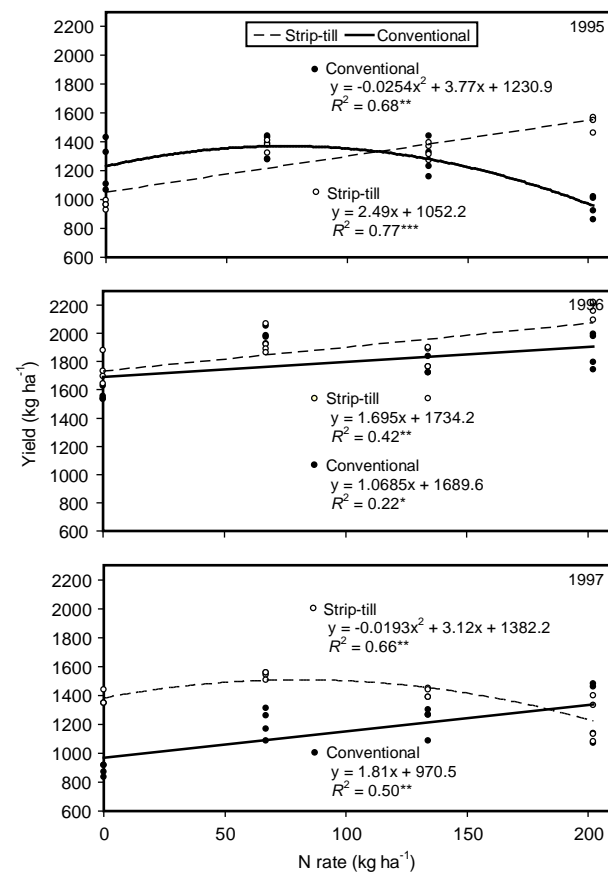 2200
2000
1800
1600
1400
1200
1000
800
600
Strip-till Conventional
1995
Conventional
y = -0.0254x² + 3.77x + 1230.9
R² = 0.68**
Strip-till
y = 2.49x + 1052.2
R² = 0.77***
Yield (kg ha⁻¹)
2200
2000
1800
1600
1400
1200
1000
800
600
1996
Strip-till
y = 1.695x + 1734.2
R² = 0.42**
Conventional
y = 1.0685x + 1689.6
R² = 0.22*
2200
2000
1800
1600
1400
1200
1000
800
600
1997
Strip-till
y = -0.0193x² + 3.12x + 1382.2
R² = 0.66**
Conventional
y = 1.81x + 970.5
R² = 0.50**
0 50 100 150 200
N rate (kg ha⁻¹)